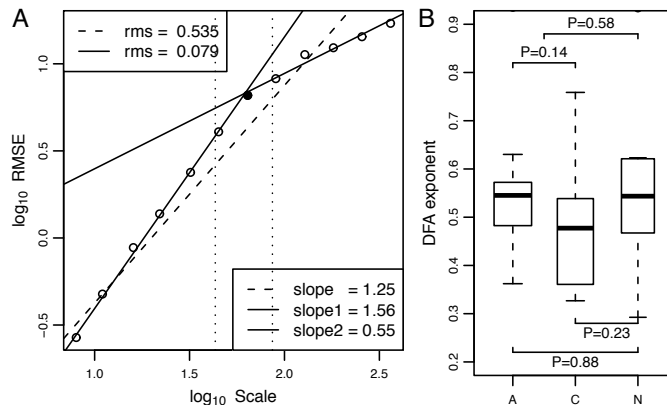 A
rms = 0.535
rms = 0.079
log10 RMSE
1.0
0.5
0.0
−0.5
slope = 1.25
slope1 = 1.56
slope2 = 0.55
1.0
1.5
2.0
2.5
log10 Scale
B
P=0.58
P=0.14
DFA exponent
0.9
0.8
0.7
0.6
0.5
0.4
0.3
0.2
P=0.23
P=0.88
A
C
N